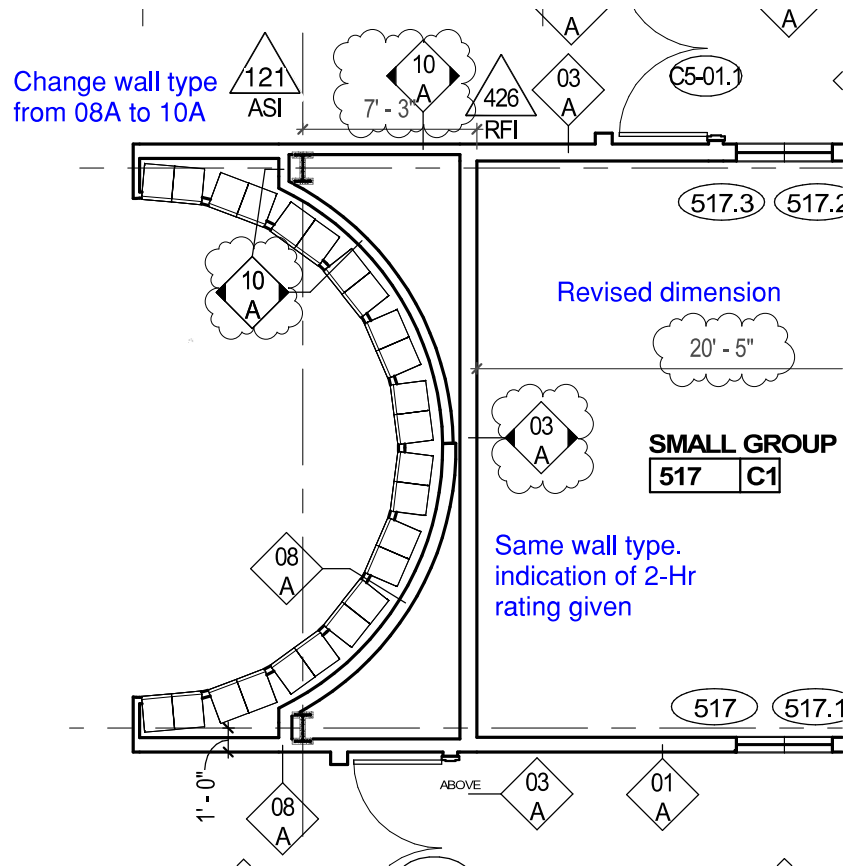 A
A
Change wall type
from 08A to 10A
121
ASI
10
A
7' - 3"
426
RFI
03
A
C5-01.1
517.3
517.2
10
A
Revised dimension
20' - 5"
03
A
SMALL GROUP
517 C1
08
A
Same wall type.
indication of 2-Hr
rating given
517
517.1
1' - 0"
08
A
ABOVE
03
A
01
A